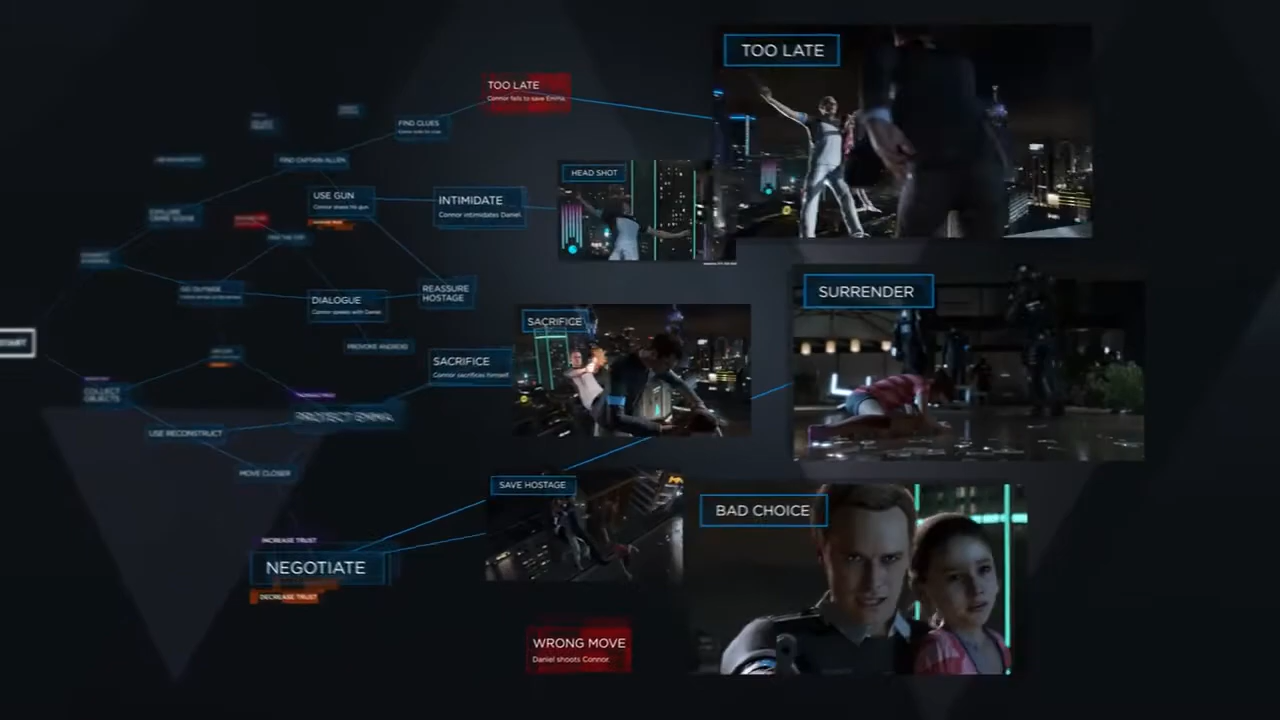 TOO LATE
TOO LATE
Connor fails to save Emma.
FIND CLUES
FIND CAPTAIN ALLEN
HEAD SHOT
USE GUN
Connor draws his gun.
INTIMIDATE
Connor intimidates Daniel.
SURRENDER
REASSURE
HOSTAGE
GO OUTSIDE
DIALOGUE
Connor speaks with Daniel.
SACRIFICE
PROVOKE ANDROID
SACRIFICE
Connor sacrifices himself.
START
COLLECT
OBJECTS
PROTECT EMMA
USE RECONSTRUCT
MOVE CLOSER
SAVE HOSTAGE
BAD CHOICE
INCREASE TRUST
NEGOTIATE
DECREASE TRUST
WRONG MOVE
Daniel shoots Connor.